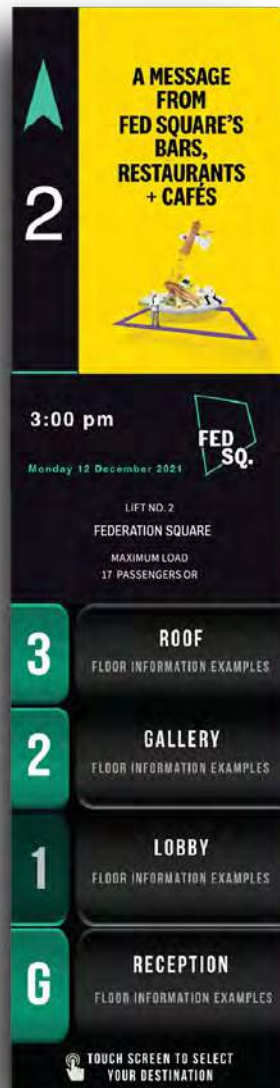 2
A MESSAGE
FROM
FED SQUARE'S
BARS,
RESTAURANTS
+ CAFÉS
3:00 pm
Monday 12 December 2021
FED
SQ.
LIFT NO. 2
FEDERATION SQUARE
MAXIMUM LOAD
17 PASSENGERS OR
3
ROOF
FLOOR INFORMATION EXAMPLES
2
GALLERY
FLOOR INFORMATION EXAMPLES
1
LOBBY
FLOOR INFORMATION EXAMPLES
G
RECEPTION
FLOOR INFORMATION EXAMPLES
TOUCH SCREEN TO SELECT
YOUR DESTINATION